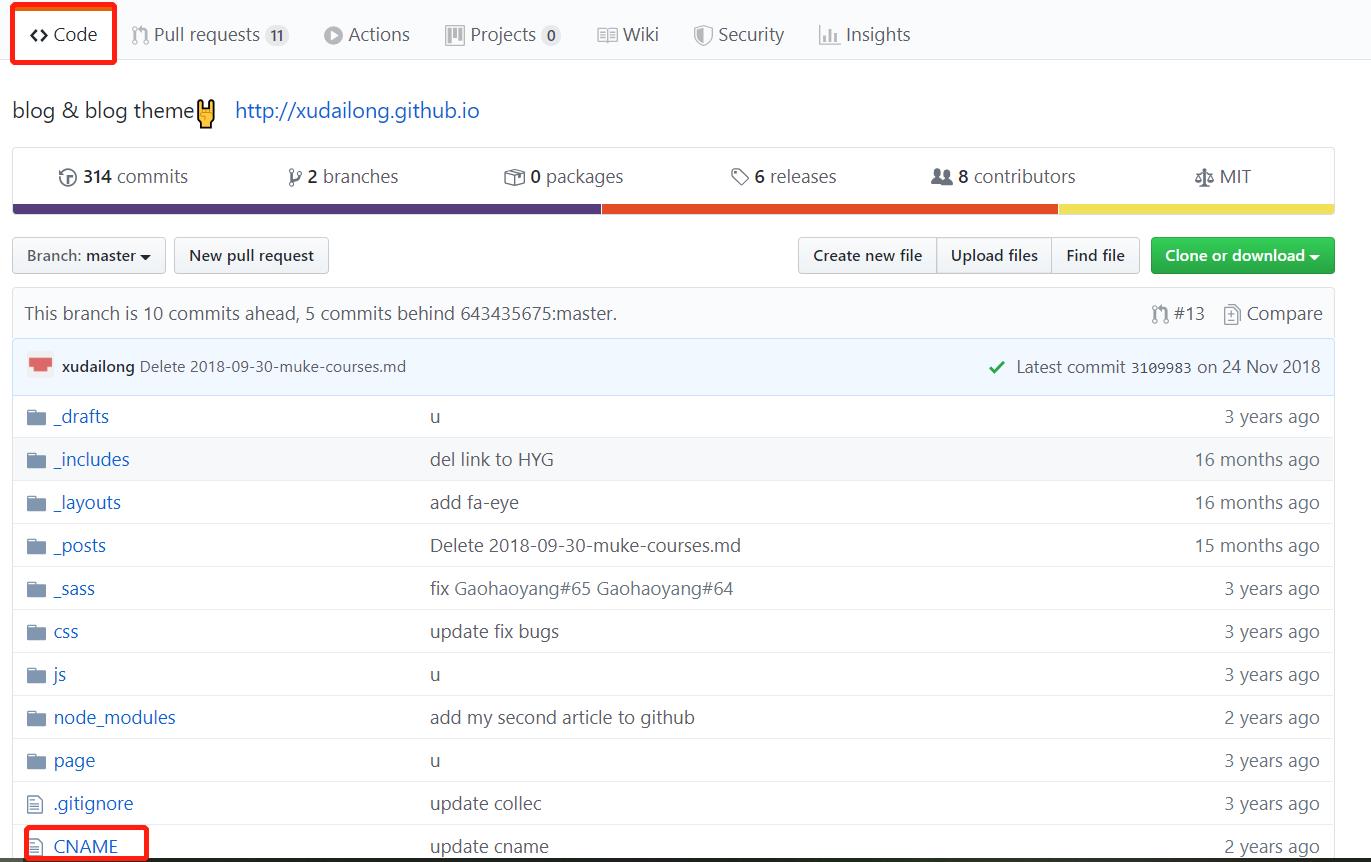 Code Pull requests 11 Actions Projects 0 Wiki Security Insights
blog & blog theme🤘 http://xudailong.github.io
314 commits 2 branches 0 packages 6 releases 8 contributors MIT
Branch: master New pull request Create new file Upload files Find file Clone or download
This branch is 10 commits ahead, 5 commits behind 643435675:master. #13 Compare
xudailong Delete 2018-09-30-muke-courses.md Latest commit 3109983 on 24 Nov 2018
_drafts u 3 years ago
_includes del link to HYG 16 months ago
_layouts add fa-eye 16 months ago
_posts Delete 2018-09-30-muke-courses.md 15 months ago
_sass fix Gaohaoyang#65 Gaohaoyang#64 3 years ago
css update fix bugs 3 years ago
js u 3 years ago
node_modules add my second article to github 2 years ago
page u 3 years ago
.gitignore update collec 3 years ago
CNAME update cname 2 years ago